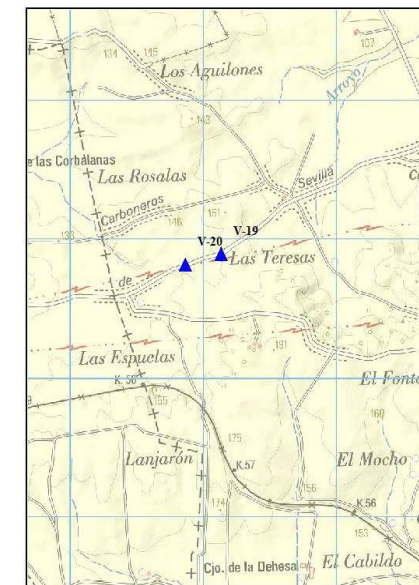 134
145
107
Los Aguilones
Arroyo
143
e las Corbalanas
Las Rosalas
Sevilla
Carboneros
146
151
133
V-19
V-20
Las Teresas
de
Las Espuelas
191
K. 58
155
El Fonta
160
175
Lanjarón
K.57
El Mocho
174
156
K.56
153
Cjo. de la Dehesa
El Cabildo